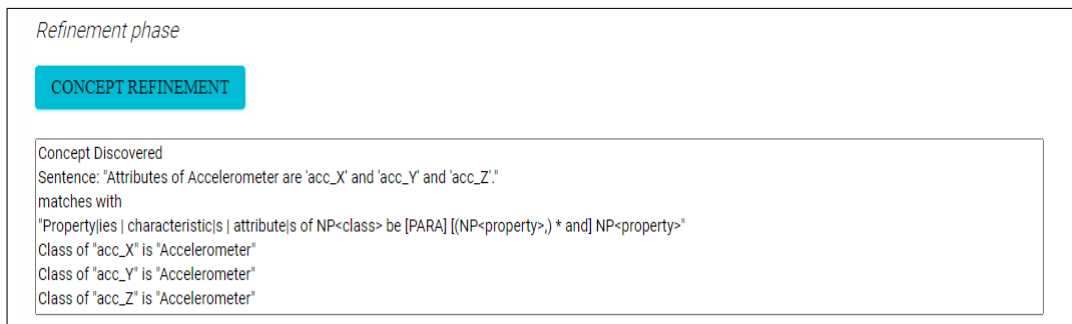 Refinement phase
CONCEPT REFINEMENT
Concept Discovered
Sentence: "Attributes of Accelerometer are 'acc_X' and 'acc_Y' and 'acc_Z'."
matches with
"Property|ies | characteristic|s | attribute|s of NP<class> be [PARA] [(NP<property>,) * and] NP<property>"
Class of "acc_X" is "Accelerometer"
Class of "acc_Y" is "Accelerometer"
Class of "acc_Z" is "Accelerometer"